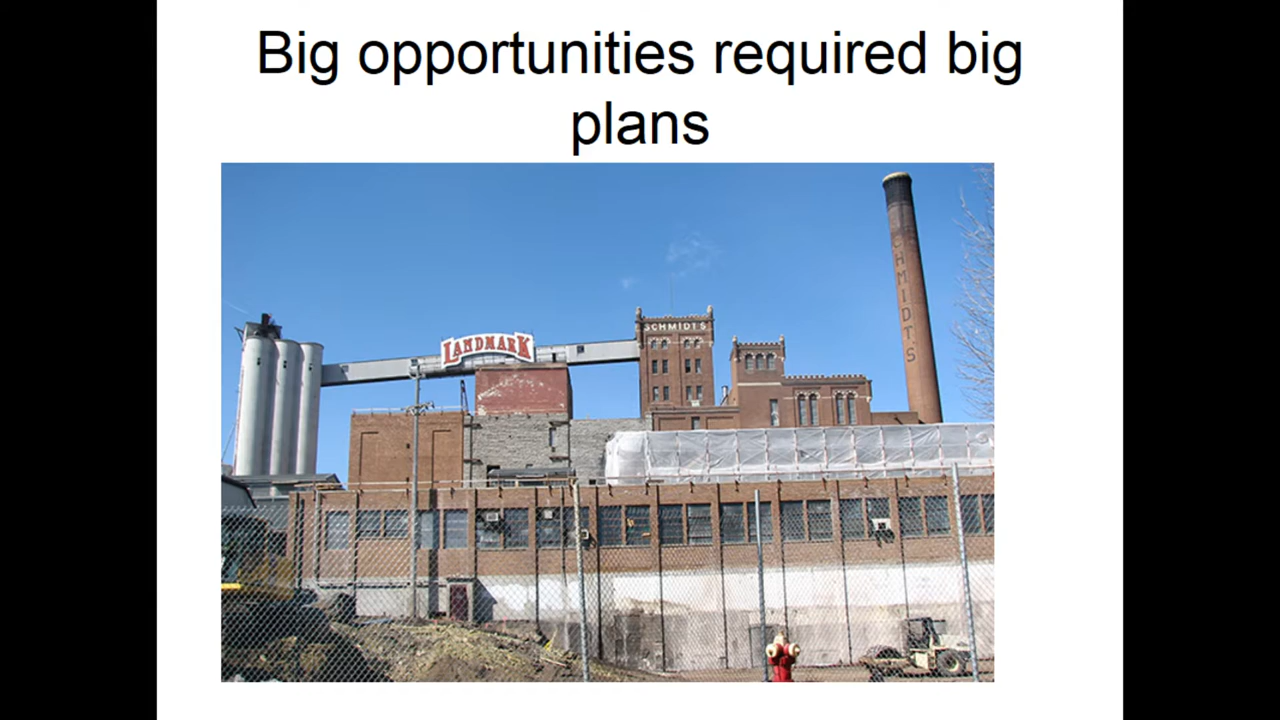 Big opportunities required big
plans
LANDMARK
SCHMIDT'S
SCHMIDT'S